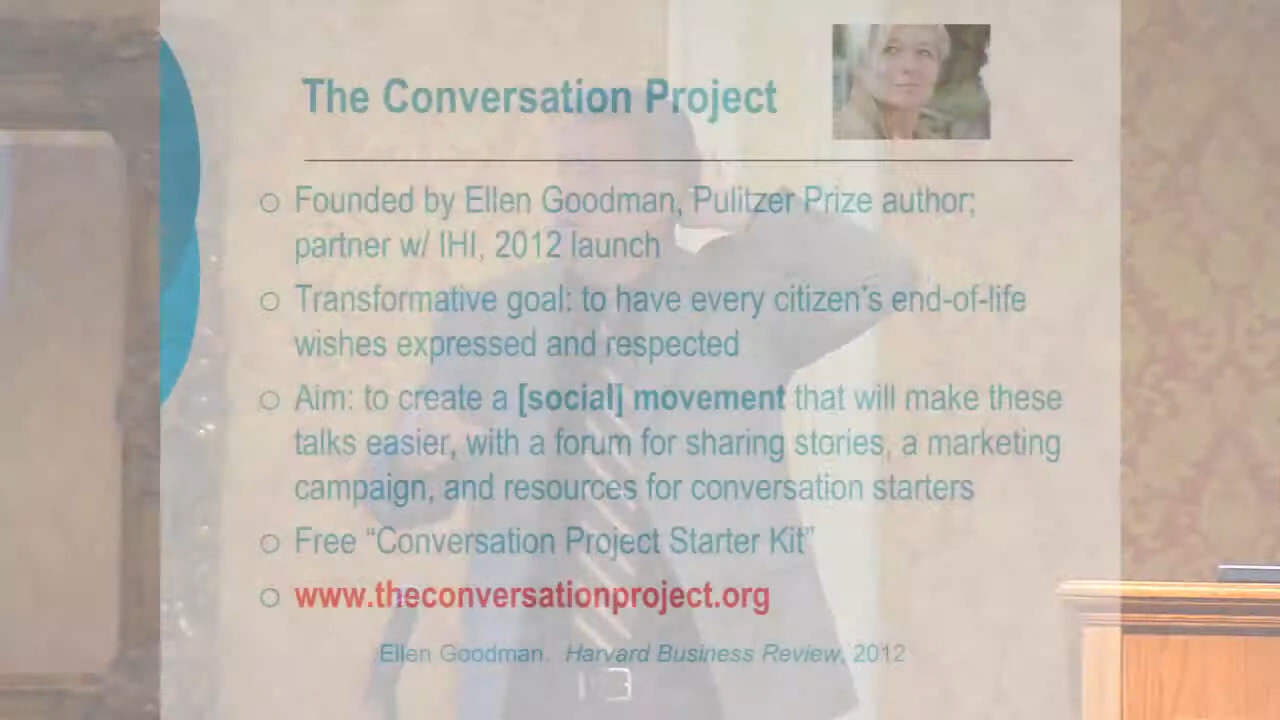 The Conversation Project
Founded by Ellen Goodman, Pulitzer Prize author;
partner w/ IHI, 2012 launch
Transformative goal: to have every citizen's end-of-life
wishes expressed and respected
Aim: to create a [social] movement that will make these
talks easier, with a forum for sharing stories, a marketing
campaign, and resources for conversation starters
Free “Conversation Project Starter Kit”
www.theconversationproject.org
Ellen Goodman. Harvard Business Review, 2012